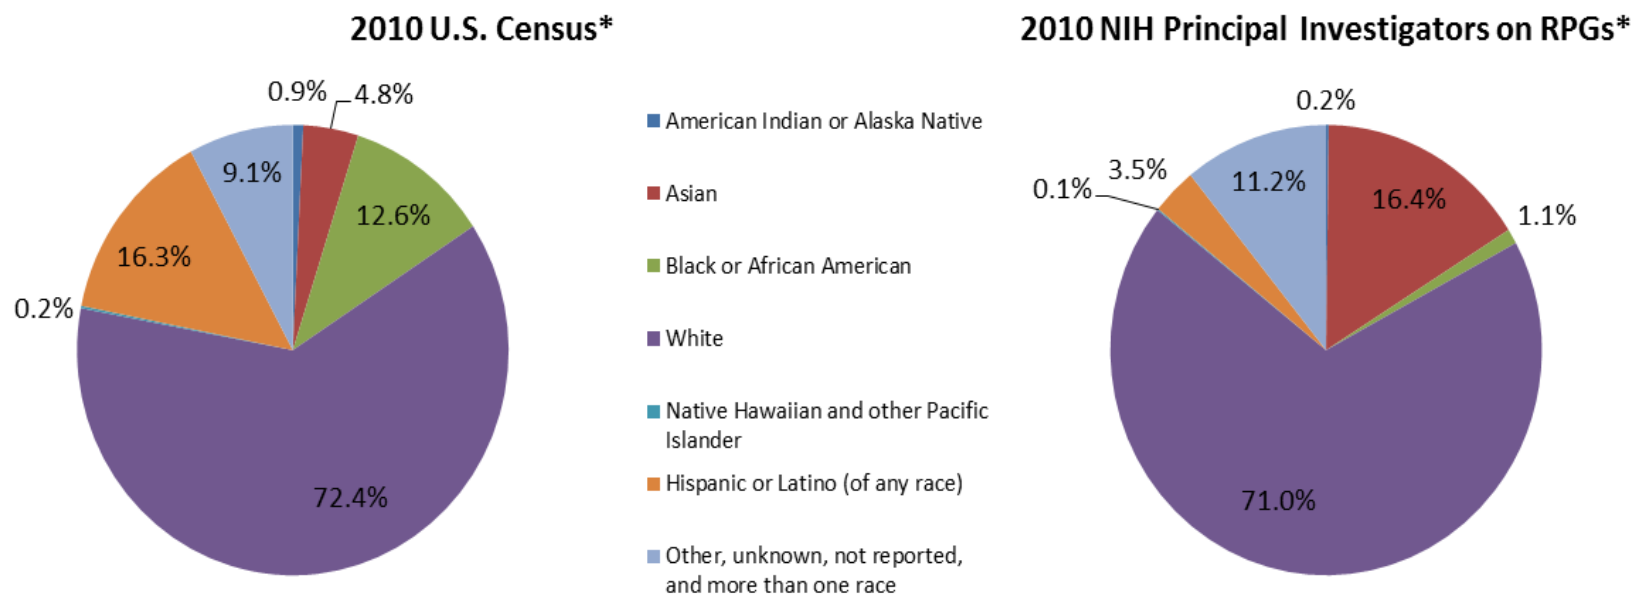 2010 U.S. Census*
0.9%
4.8%
9.1%
12.6%
16.3%
0.2%
72.4%
American Indian or Alaska Native
Asian
Black or African American
White
Native Hawaiian and other Pacific
Islander
Hispanic or Latino (of any race)
Other, unknown, not reported,
and more than one race
2010 NIH Principal Investigators on RPGs*
0.2%
3.5%
0.1%
11.2%
16.4%
1.1%
71.0%